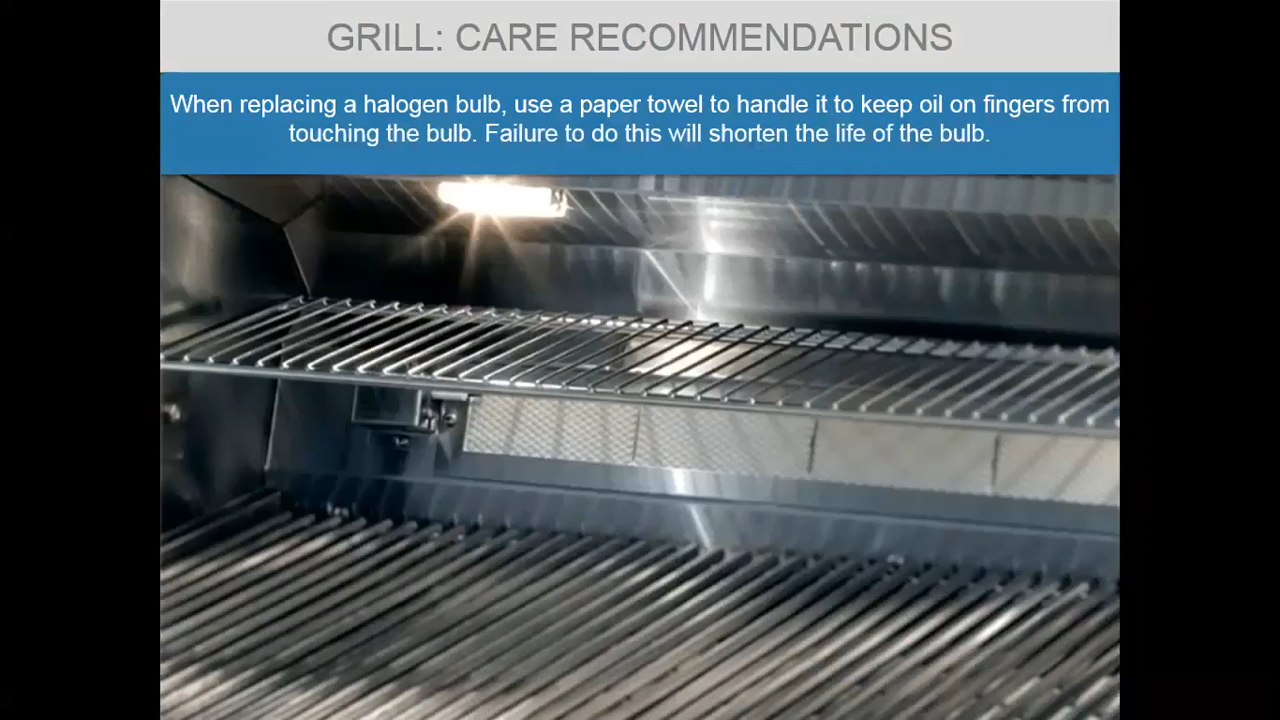 GRILL: CARE RECOMMENDATIONS
When replacing a halogen bulb, use a paper towel to handle it to keep oil on fingers from
touching the bulb. Failure to do this will shorten the life of the bulb.